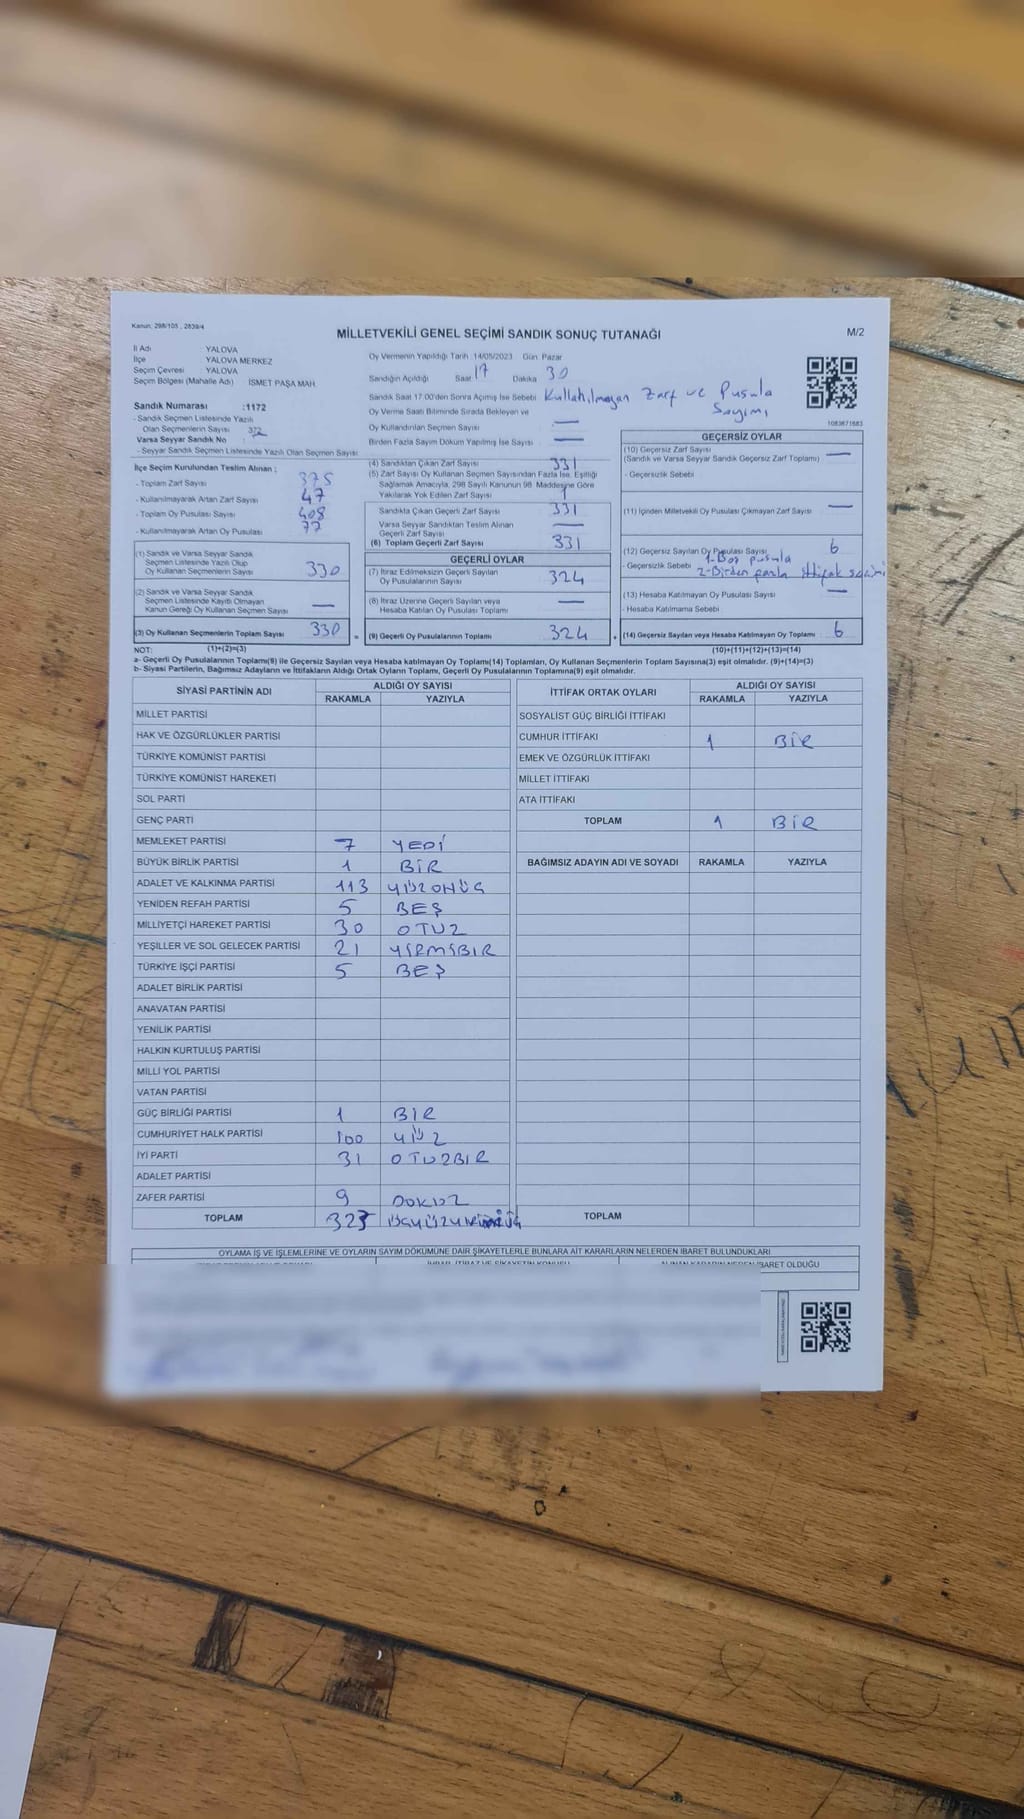 Kanun: 298/105 , 2839/4
MİLLETVEKİLİ GENEL SEÇİMİ SANDIK SONUÇ TUTANAĞI
M/2
İl Adı YALOVA
İlçe YALOVA MERKEZ
Seçim Çevresi YALOVA
Seçim Bölgesi (Mahalle Adı) İSMET PAŞA MAH.
Sandık Numarası :1172
- Sandık Seçmen Listesinde Yazılı
Olan Seçmenlerin Sayısı 372
Varsa Seyyar Sandık No :
- Seyyar Sandık Seçmen Listesinde Yazılı Olan Seçmen Sayısı
İlçe Seçim Kurulundan Teslim Alınan ;
- Toplam Zarf Sayısı 375
- Kullanılmayarak Artan Zarf Sayısı 47
- Toplam Oy Pusulası Sayısı 408
- Kullanılmayarak Artan Oy Pusulası 77
(1) Sandık ve Varsa Seyyar Sandık
Seçmen Listesinde Yazılı Olup
Oy Kullanan Seçmenlerin Sayısı 330
(2) Sandık ve Varsa Seyyar Sandık
Seçmen Listesinde Kayıtlı Olmayan
Kanun Gereği Oy Kullanan Seçmen Sayısı —
(3) Oy Kullanan Seçmenlerin Toplam Sayısı 330
Oy Vermenin Yapıldığı Tarih :14/05/2023 Gün: Pazar
Sandığın Açıldığı Saat 17 Dakika 30
Sandık Saat 17:00'den Sonra Açılmış İse Sebebi Kullanılmayan Zarf ve Pusula
Sayımı
Oy Verme Saati Bitiminde Sırada Bekleyen ve
Oy Kullandırılan Seçmen Sayısı —
Birden Fazla Sayım Döküm Yapılmış İse Sayısı —
1083671683
(4) Sandıktan Çıkan Zarf Sayısı 331
(5) Zarf Sayısı Oy Kullanan Seçmen Sayısından Fazla İse, Eşitliği
Sağlamak Amacıyla, 298 Sayılı Kanunun 98. Maddesine Göre
Yakılarak Yok Edilen Zarf Sayısı 1
Sandıkta Çıkan Geçerli Zarf Sayısı 331
Varsa Seyyar Sandıktan Teslim Alınan
Geçerli Zarf Sayısı —
(6) Toplam Geçerli Zarf Sayısı 331
GEÇERLİ OYLAR
(7) İtiraz Edilmeksizin Geçerli Sayılan
Oy Pusulalarının Sayısı 324
(8) İtiraz Üzerine Geçerli Sayılan veya
Hesaba Katılan Oy Pusulası Toplamı —
= (9) Geçerli Oy Pusulalarının Toplamı 324
GEÇERSİZ OYLAR
(10) Geçersiz Zarf Sayısı
(Sandık ve Varsa Seyyar Sandık Geçersiz Zarf Toplamı) —
- Geçersizlik Sebebi
(11) İçinden Milletvekili Oy Pusulası Çıkmayan Zarf Sayısı —
(12) Geçersiz Sayılan Oy Pusulası Sayısı 6
- Geçersizlik Sebebi 1-Boş pusula
2-Birden fazla ittifak seçimi
(13) Hesaba Katılmayan Oy Pusulası Sayısı —
- Hesaba Katılmama Sebebi
+ (14) Geçersiz Sayılan veya Hesaba Katılmayan Oy Toplamı 6
NOT: (1)+(2)=(3) (10)+(11)+(12)+(13)=(14)
a- Geçerli Oy Pusulalarının Toplamı(9) ile Geçersiz Sayılan veya Hesaba katılmayan Oy Toplamı(14) Toplamları, Oy Kullanan Seçmenlerin Toplam Sayısına(3) eşit olmalıdır. (9)+(14)=(3)
b- Siyasi Partilerin, Bağımsız Adayların ve İttifakların Aldığı Ortak Oyların Toplamı, Geçerli Oy Pusulalarının Toplamına(9) eşit olmalıdır.
SİYASİ PARTİNİN ADI ALDIĞI OY SAYISI
RAKAMLA YAZIYLA
MİLLET PARTİSİ
HAK VE ÖZGÜRLÜKLER PARTİSİ
TÜRKİYE KOMÜNİST PARTİSİ
TÜRKİYE KOMÜNİST HAREKETİ
SOL PARTİ
GENÇ PARTİ
MEMLEKET PARTİSİ 7 YEDİ
BÜYÜK BİRLİK PARTİSİ 1 BİR
ADALET VE KALKINMA PARTİSİ 113 YÜZONÜÇ
YENİDEN REFAH PARTİSİ 5 BEŞ
MİLLİYETÇİ HAREKET PARTİSİ 30 OTUZ
YEŞİLLER VE SOL GELECEK PARTİSİ 21 YİRMİBİR
TÜRKİYE İŞÇİ PARTİSİ 5 BEŞ
ADALET BİRLİK PARTİSİ
ANAVATAN PARTİSİ
YENİLİK PARTİSİ
HALKIN KURTULUŞ PARTİSİ
MİLLİ YOL PARTİSİ
VATAN PARTİSİ
GÜÇ BİRLİĞİ PARTİSİ 1 BİR
CUMHURİYET HALK PARTİSİ 100 YÜZ
İYİ PARTİ 31 OTUZBİR
ADALET PARTİSİ
ZAFER PARTİSİ 9 DOKUZ
TOPLAM 323 ÜÇYÜZYİRMİÜÇ
İTTİFAK ORTAK OYLARI ALDIĞI OY SAYISI
RAKAMLA YAZIYLA
SOSYALİST GÜÇ BİRLİĞİ İTTİFAKI
CUMHUR İTTİFAKI 1 BİR
EMEK VE ÖZGÜRLÜK İTTİFAKI
MİLLET İTTİFAKI
ATA İTTİFAKI
TOPLAM 1 BİR
BAĞIMSIZ ADAYIN ADI VE SOYADI RAKAMLA YAZIYLA
TOPLAM
OYLAMA İŞ VE İŞLEMLERİNE VE OYLARIN SAYIM DÖKÜMÜNE DAİR ŞİKAYETLERLE BUNLARA AİT KARARLARIN NELERDEN İBARET BULUNDUKLARI
İHBAR, İTİRAZ VE ŞİKAYETİN KONUSU ALINAN KARARIN NEDEN İBARET OLDUĞU